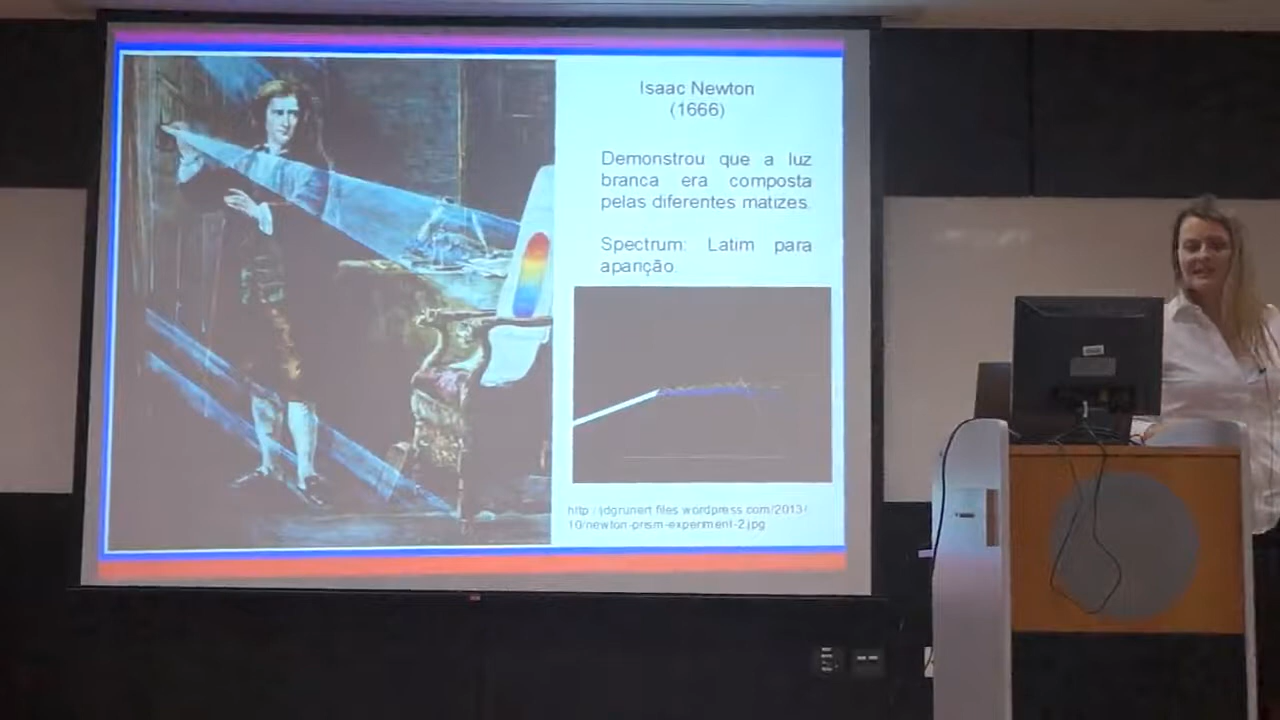 Isaac Newton
(1666)
Demonstrou que a luz
branca era composta
pelas diferentes matizes.
Spectrum: Latim para
aparição.
http://jdgrunert.files.wordpress.com/2013/
10/newton-prism-experiment-2.jpg